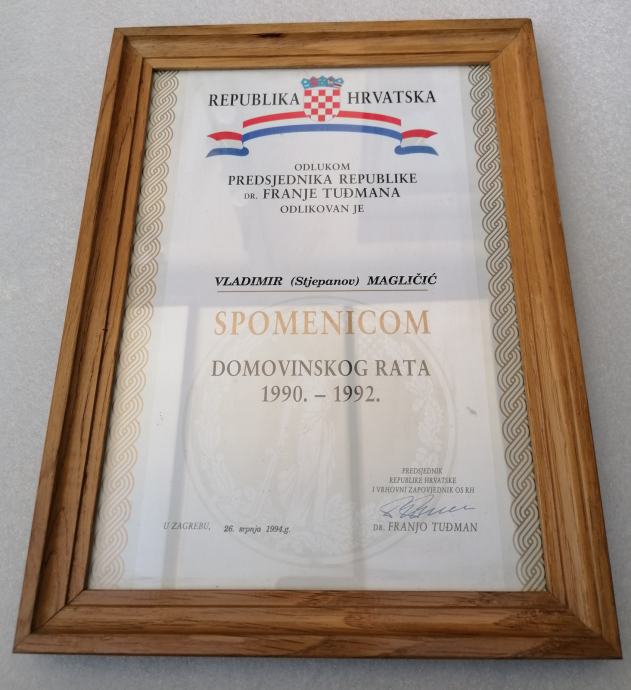 REPUBLIKA HRVATSKA
ODLUKOM
PREDSJEDNIKA REPUBLIKE
DR. FRANJE TUĐMANA
ODLIKOVAN JE
VLADIMIR (Stjepanov) MAGLIČIĆ
SPOMENICOM
DOMOVINSKOG RATA
1990. – 1992.
PREDSJEDNIK
REPUBLIKE HRVATSKE
I VRHOVNI ZAPOVJEDNIK OS RH
U ZAGREBU, 26. srpnja 1994.g.
DR. FRANJO TUĐMAN